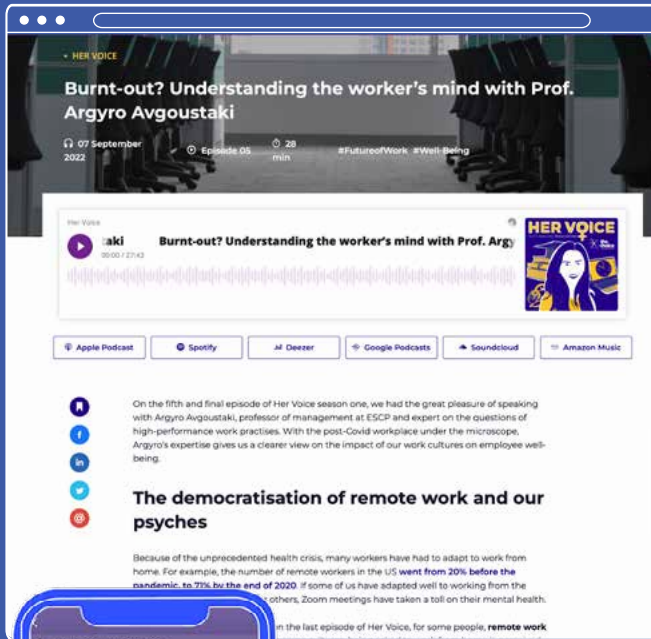 • HER VOICE
Burnt-out? Understanding the worker's mind with Prof.
Argyro Avgoustaki
07 September
2022
Episode 05
28
min
#FutureofWork #Well-Being
Her Voice
:aki Burnt-out? Understanding the worker's mind with Prof. Argy
00:00 / 27:43
HER VOICE
the
choice
Apple Podcast
Spotify
Deezer
Google Podcasts
Soundcloud
Amazon Music
On the fifth and final episode of Her Voice season one, we had the great pleasure of speaking
with Argyro Avgoustaki, professor of management at ESCP and expert on the questions of
high-performance work practises. With the post-Covid workplace under the microscope,
Argyro's expertise gives us a clearer view on the impact of our work cultures on employee well-
being.
The democratisation of remote work and our
psyches
Because of the unprecedented health crisis, many workers have had to adapt to work from
home. For example, the number of remote workers in the US went from 20% before the
pandemic, to 71% by the end of 2020. If some of us have adapted well to working from the
others, Zoom meetings have taken a toll on their mental health.
in the last episode of Her Voice, for some people, remote work